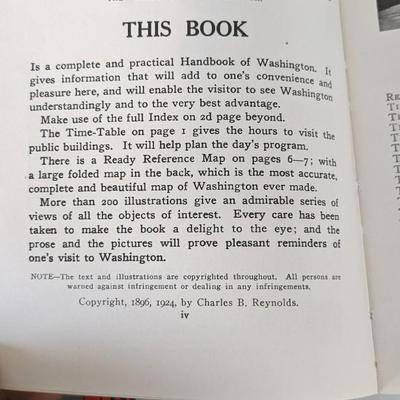 THIS BOOK
Is a complete and practical Handbook of Washington. It
gives information that will add to one's convenience and
pleasure here, and will enable the visitor to see Washington
understandingly and to the very best advantage.
Make use of the full Index on 2d page beyond.
The Time-Table on page 1 gives the hours to visit the
public buildings. It will help plan the day's program.
There is a Ready Reference Map on pages 6—7; with
a large folded map in the back, which is the most accurate,
complete and beautiful map of Washington ever made.
More than 200 illustrations give an admirable series of
views of all the objects of interest. Every care has been
taken to make the book a delight to the eye; and the
prose and the pictures will prove pleasant reminders of
one's visit to Washington.
NOTE—The text and illustrations are copyrighted throughout. All persons are
warned against infringement or dealing in any infringements.
Copyright, 1896, 1924, by Charles B. Reynolds.
iv